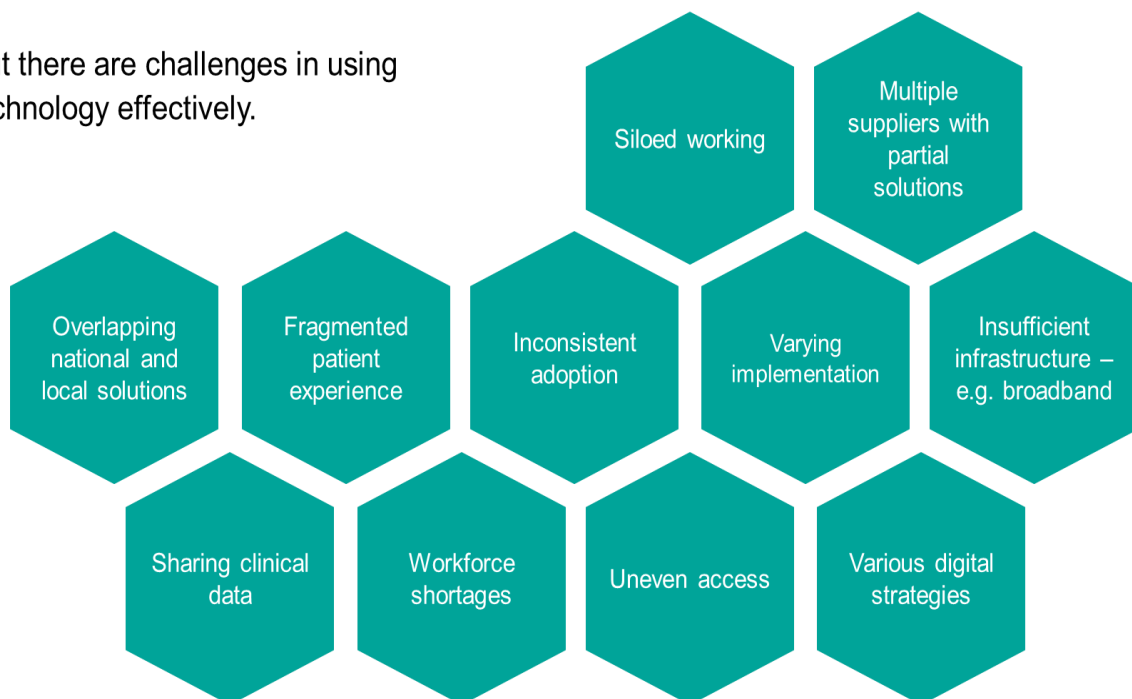 t there are challenges in using
chnology effectively.
Siloed working
Multiple
suppliers with
partial
solutions
Overlapping
national and
local solutions
Fragmented
patient
experience
Inconsistent
adoption
Varying
implementation
Insufficient
infrastructure –
e.g. broadband
Sharing clinical
data
Workforce
shortages
Uneven access
Various digital
strategies